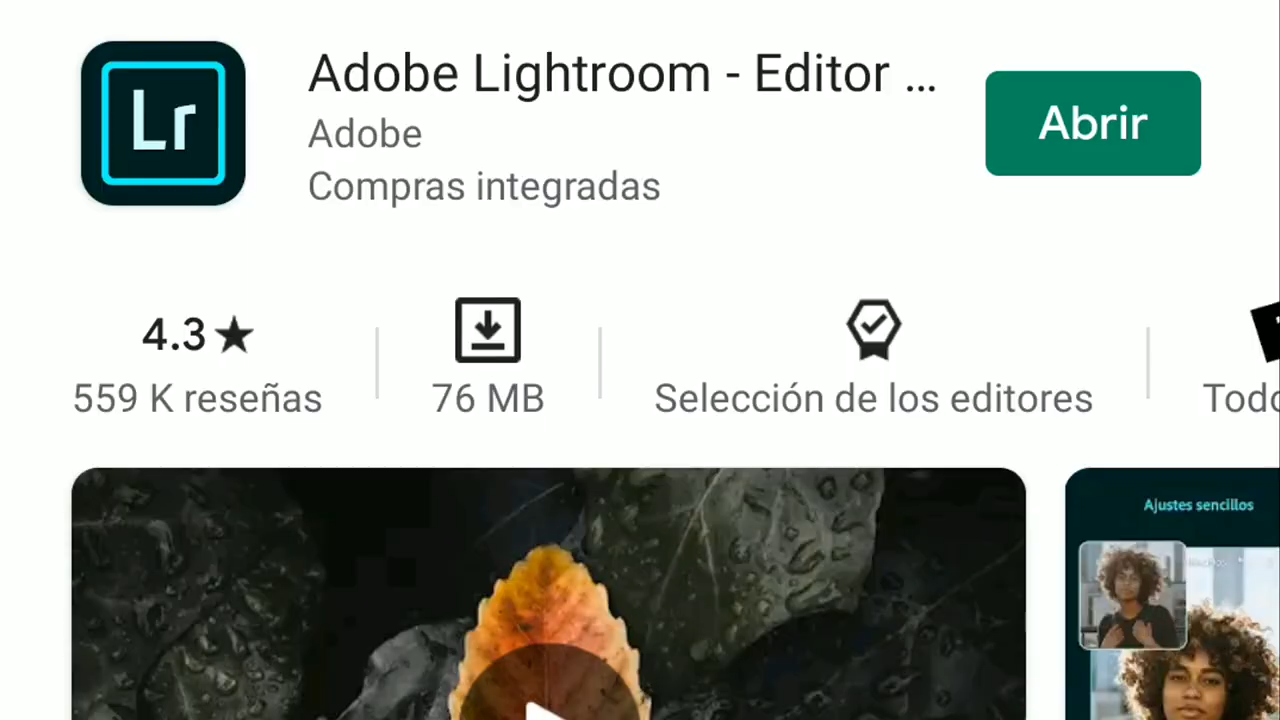 Lr
Adobe Lightroom - Editor ...
Adobe
Compras integradas
Abrir
4.3★
559 K reseñas
76 MB
Selección de los editores
Ajustes sencillos